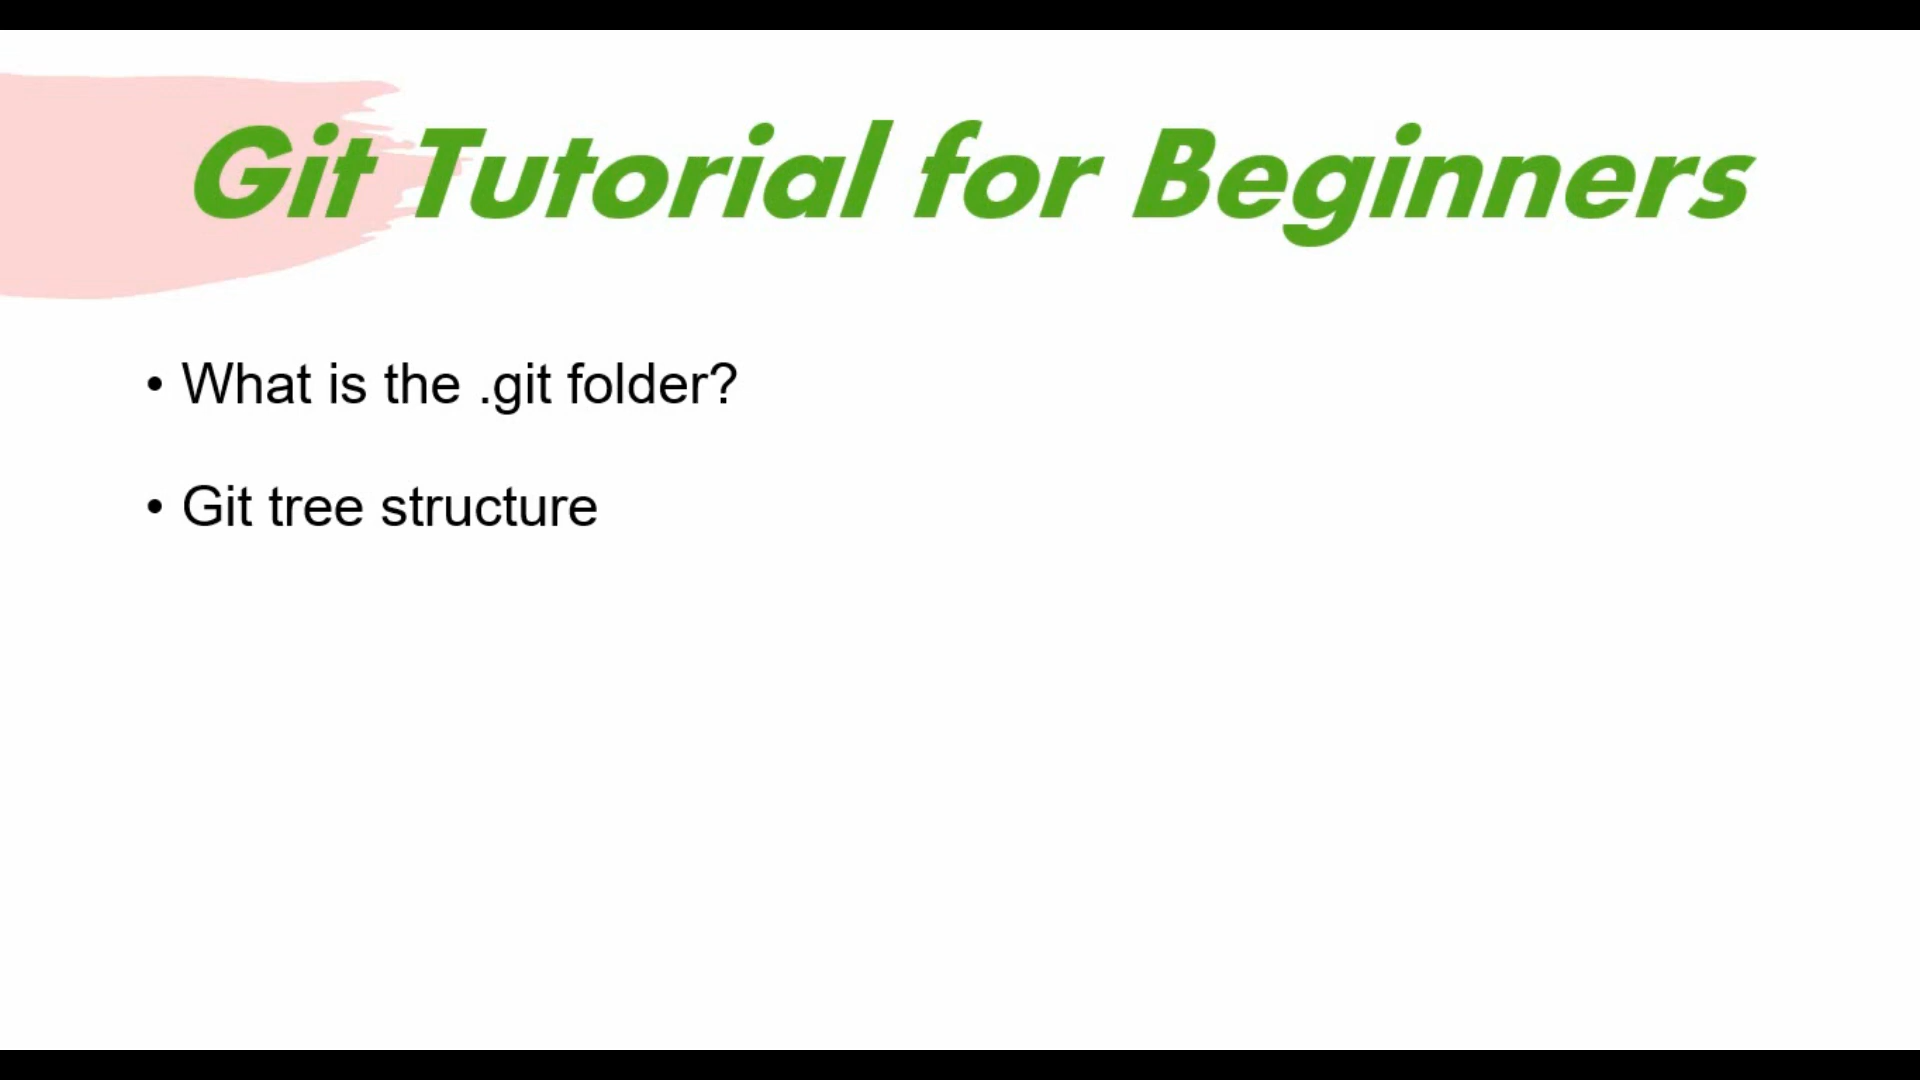 Git Tutorial for Beginners
• What is the .git folder?
• Git tree structure